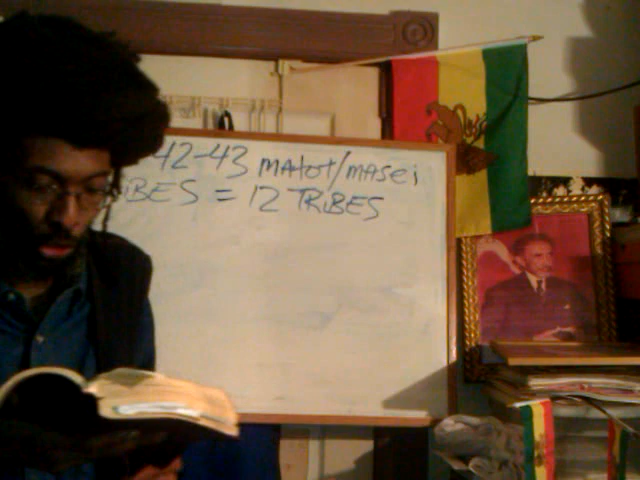 42-43 MATOT/MASEI
BES = 12 TRIBES